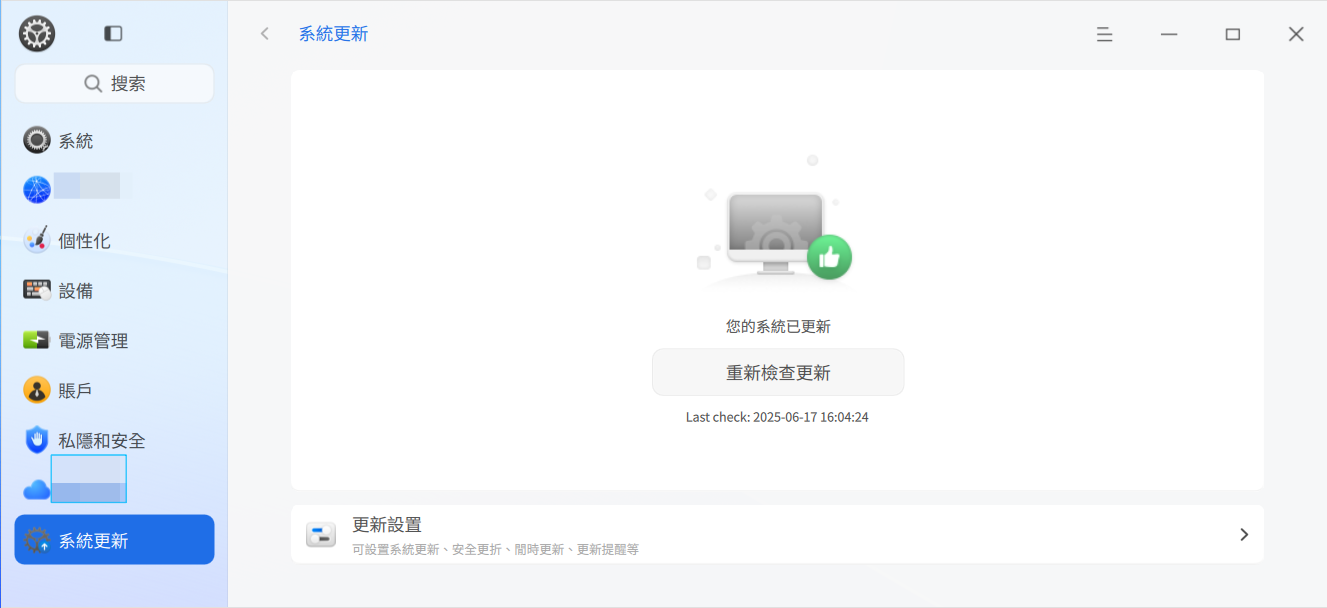 系統更新
搜索
系統
個性化
設備
電源管理
賬戶
私隱和安全
系統更新
您的系統已更新
重新檢查更新
Last check: 2025-06-17 16:04:24
更新設置
可設置系統更新、安全更折、閒時更新、更新提醒等